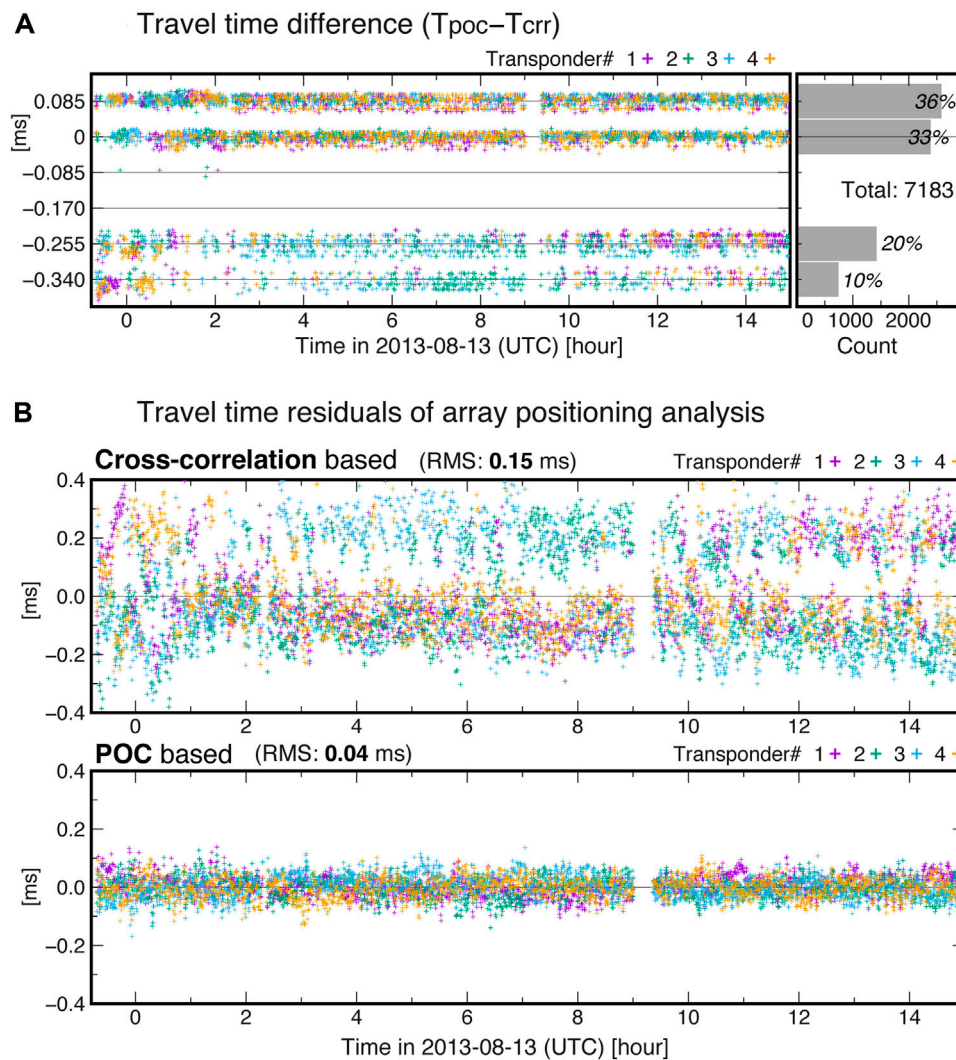 A Travel time difference (Tpoc−Tcrr)
Transponder# 1 + 2 + 3 + 4 +
[ms]
0.085
0
−0.085
−0.170
−0.255
−0.340
36%
33%
Total: 7183
20%
10%
0 2 4 6 8 10 12 14
0 1000 2000
Time in 2013-08-13 (UTC) [hour]
Count
B Travel time residuals of array positioning analysis
Cross-correlation based (RMS: 0.15 ms)
Transponder# 1 + 2 + 3 + 4 +
[ms]
0.4
0.2
0.0
−0.2
−0.4
0 2 4 6 8 10 12 14
POC based (RMS: 0.04 ms)
Transponder# 1 + 2 + 3 + 4 +
[ms]
0.4
0.2
0.0
−0.2
−0.4
0 2 4 6 8 10 12 14
Time in 2013-08-13 (UTC) [hour]